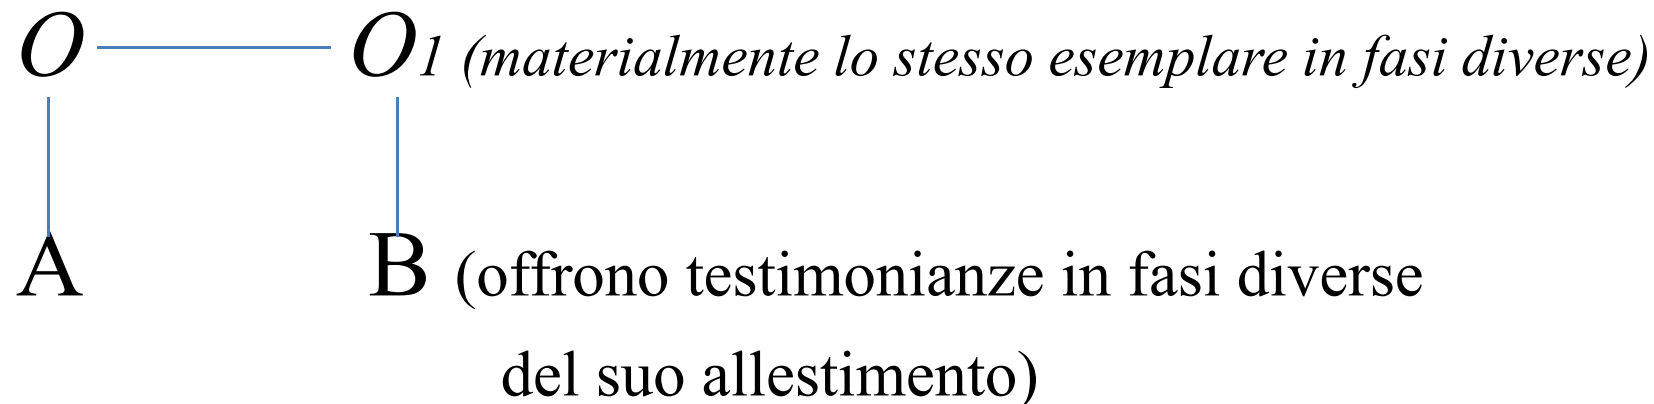 O O1 (materialmente lo stesso esemplare in fasi diverse)
A B (offrono testimonianze in fasi diverse
del suo allestimento)